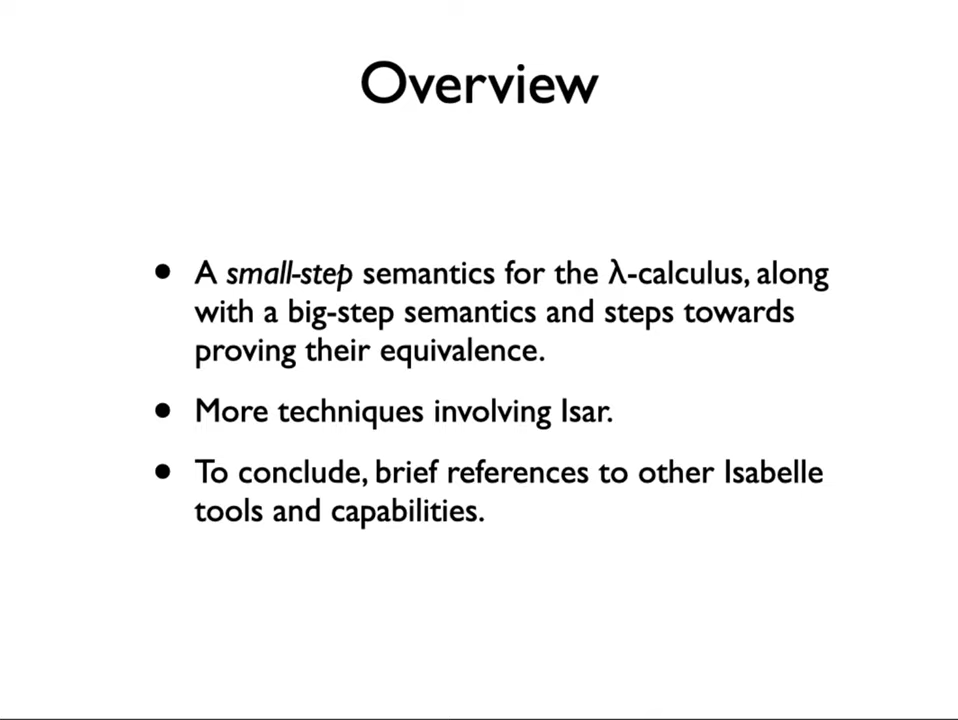 Overview
• A small-step semantics for the λ-calculus, along
with a big-step semantics and steps towards
proving their equivalence.
• More techniques involving Isar.
• To conclude, brief references to other Isabelle
tools and capabilities.